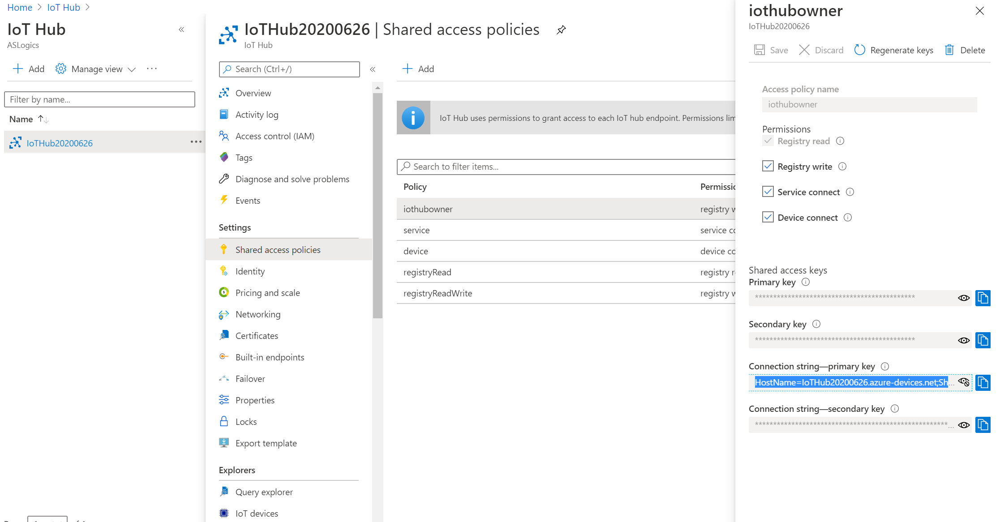 Home > IoT Hub >
IoT Hub
ASLogics
Add Manage view ...
Filter by name...
Name
IoTHub20200626 ...
IoTHub20200626 | Shared access policies
IoT Hub
Search (Ctrl+/)
Overview
Activity log
Access control (IAM)
Tags
Diagnose and solve problems
Events
Settings
Shared access policies
Identity
Pricing and scale
Networking
Certificates
Built-in endpoints
Failover
Properties
Locks
Export template
Explorers
Query explorer
IoT devices
Add
IoT Hub uses permissions to grant access to each IoT hub endpoint. Permissions lim
Search to filter items...
Policy Permissic
iothubowner registry w
service service co
device device co
registryRead registry r
registryReadWrite registry w
iothubowner
IoTHub20200626
Save Discard Regenerate keys Delete
Access policy name
iothubowner
Permissions
Registry read
Registry write
Service connect
Device connect
Shared access keys
Primary key
********************************************
Secondary key
********************************************
Connection string—primary key
HostName=IoTHub20200626.azure-devices.net;Sh...
Connection string—secondary key
*****************************************************...